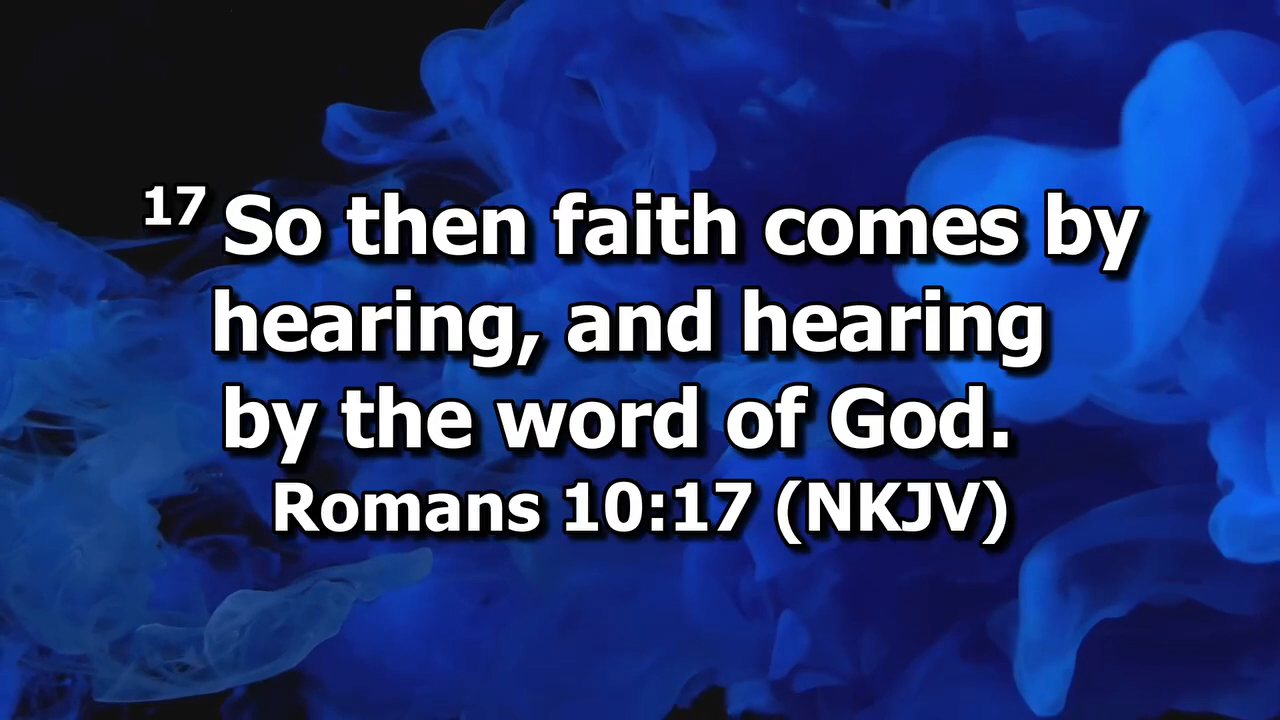 17 So then faith comes by
hearing, and hearing
by the word of God.
Romans 10:17 (NKJV)